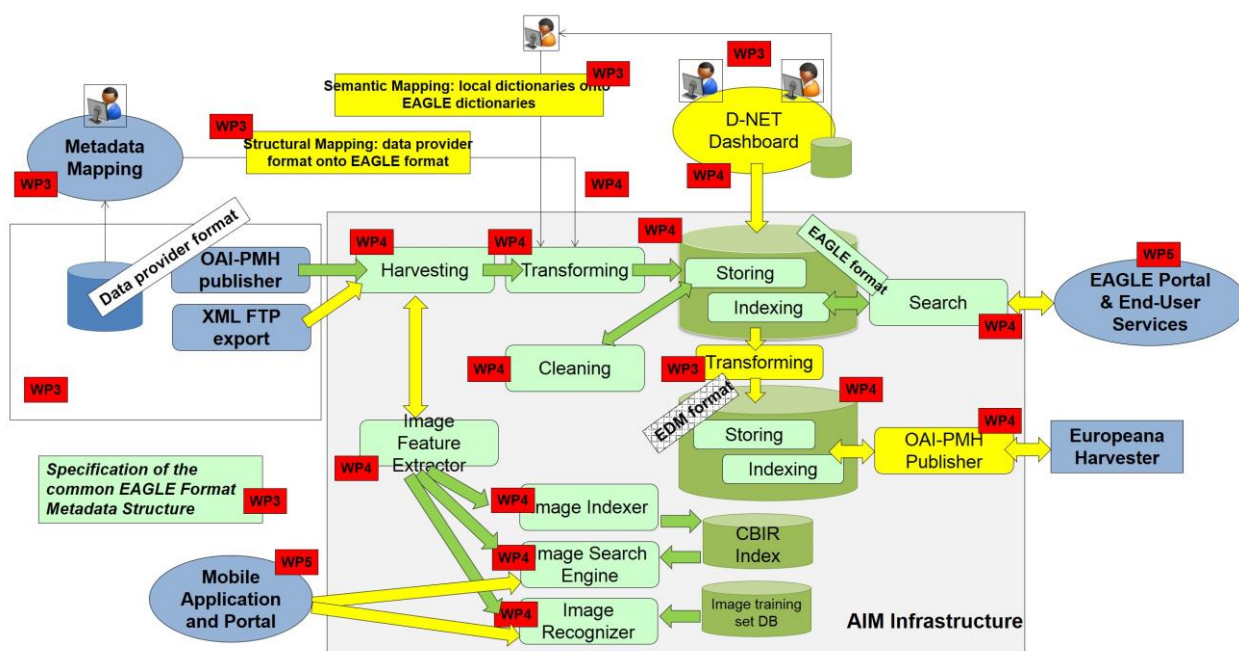 WP3
WP3
Semantic Mapping: local dictionaries onto
EAGLE dictionaries
D-NET
Dashboard
WP3
Structural Mapping: data provider
format onto EAGLE format
Metadata
Mapping
WP3
WP4
WP4
Data provider format
OAI-PMH
publisher
XML FTP
export
WP3
WP4
Harvesting
WP4
Transforming
WP4
Storing
Indexing
EAGLE format
Search
WP4
WP5
EAGLE Portal
& End-User
Services
WP4
Cleaning
Transforming
WP3
EDM format
WP4
Storing
Indexing
WP4
OAI-PMH
Publisher
Europeana
Harvester
Image
Feature
Extractor
WP4
Specification of the
common EAGLE Format
Metadata Structure
WP3
WP4
Image Indexer
CBIR
Index
WP4
Image Search
Engine
WP5
Mobile
Application
and Portal
WP4
Image
Recognizer
Image training
set DB
AIM Infrastructure